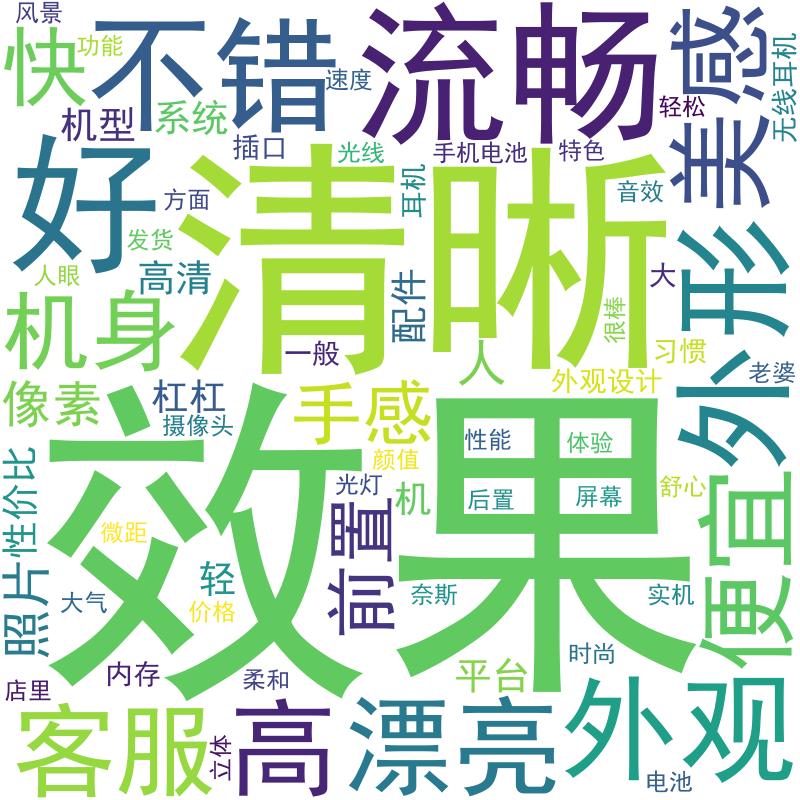 风景
快
功能
不错
速度
流畅
美感
无线耳机
轻松
机型
系统
插口
光线
手机电池
特色
好
方面
清晰
耳机
音效
发货
人眼
高清
配件
大
外形
机身
一般
很棒
人
习惯
老婆
像素
杠杠
手感
外观设计
摄像头
效果
性能
体验
颜值
性价比
光灯
机
后置
屏幕
舒心
便宜
微距
前置
照片
轻
大气
价格
奈斯
实机
店里
内存
柔和
平台
时尚
客服
立体
高
漂亮
外观
电池